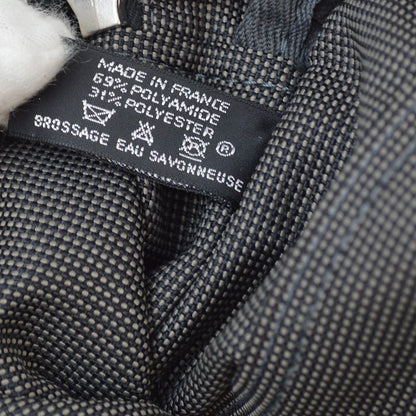 MADE IN FRANCE
69% POLYAMIDE
31% POLYESTER
®
BROSSAGE EAU SAVONNEUSE